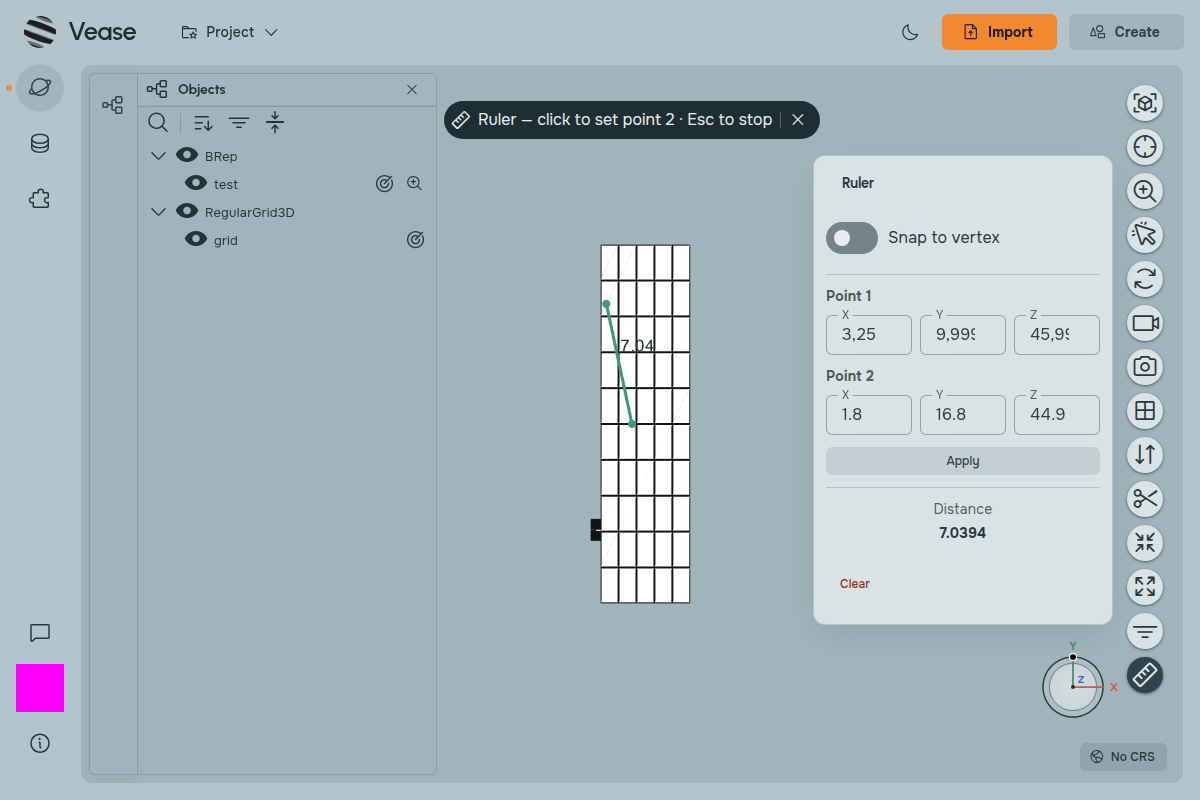 Vease
Project
Import
Create
Objects
Ruler – click to set point 2 · Esc to stop
BRep
test
RegularGrid3D
grid
Ruler
Snap to vertex
Point 1
X
Y
Z
3,25
9,999
45,99
Point 2
X
Y
Z
1.8
16.8
44.9
Apply
Distance
7.0394
Clear
7.04
Y
Z
X
No CRS